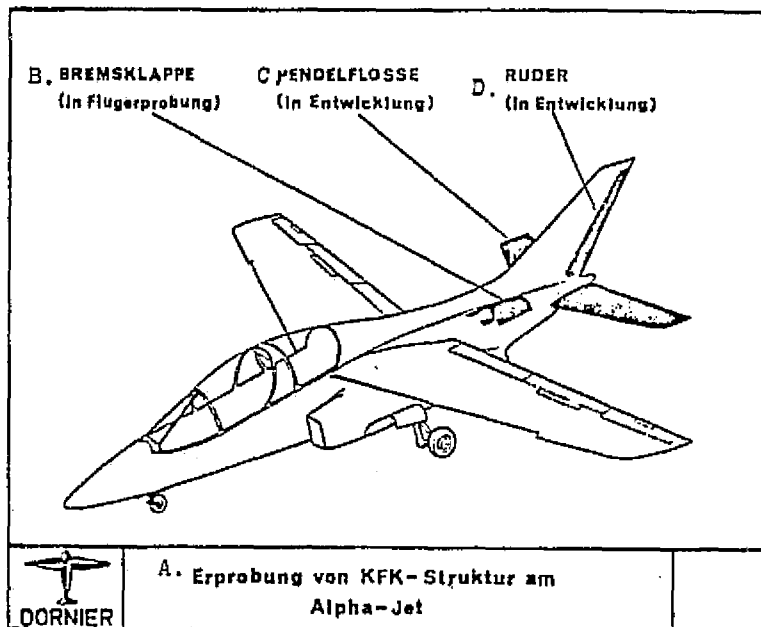 B. BREMSKLAPPE
(in Flugerprobung)
C. PENDELFLOSSE
(in Entwicklung)
D. RUDER
(in Entwicklung)
DORNIER
A. Erprobung von KFK-Struktur am
Alpha-Jet